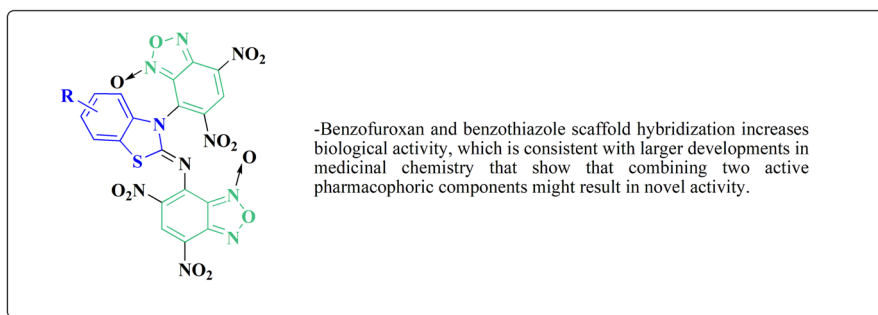 O
N
N
O
NO₂
R
N
NO₂
O
S
N
O₂N
N
O
N
NO₂
-Benzofuroxan and benzothiazole scaffold hybridization increases
biological activity, which is consistent with larger developments in
medicinal chemistry that show that combining two active
pharmacophoric components might result in novel activity.